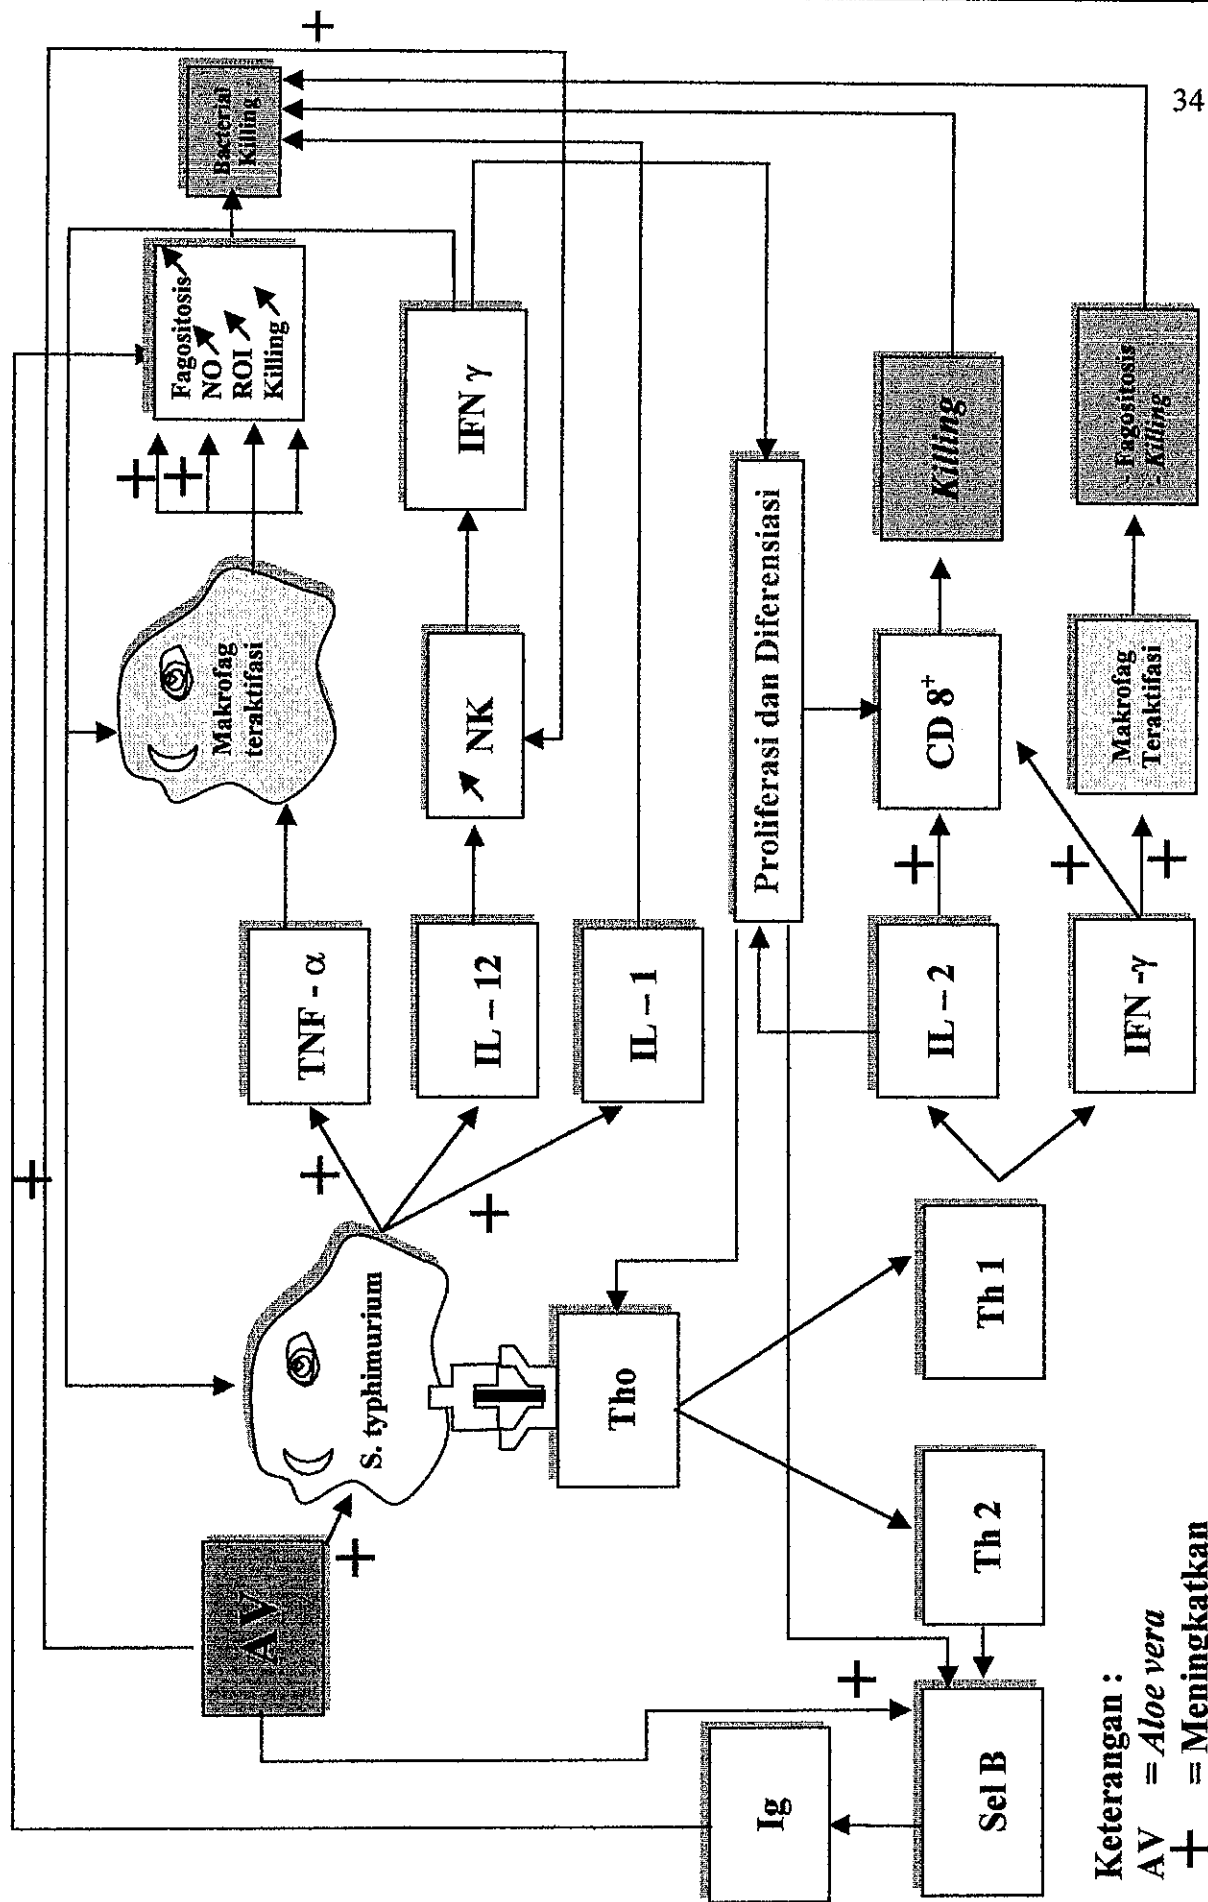 34
+
AV
+
S. typhimurium
+
+
+
TNF - α
IL – 12
IL – 1
Makrofag
teraktifasi
+
+
Fagositosis
NO
ROI
Killing
Bacterial
Killing
+
NK
IFN γ
Tho
Proliferasi dan Diferensiasi
Ig
+
Sel B
Th 2
Th 1
IL – 2
+
CD 8+
Killing
IFN -γ
+
+
Makrofag
Teraktifasi
- Fagositosis
- Killing
Keterangan :
AV = Aloe vera
+ = Meningkatkan